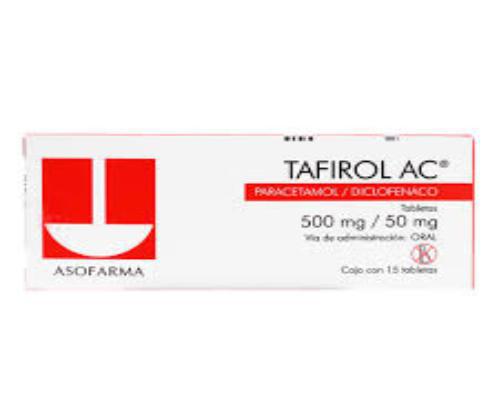 TAFIROL AC®
PARACETAMOL / DICLOFENACO
Tabletas
500 mg / 50 mg
Vía de administración: ORAL
Caja con 15 tabletas
ASOFARMA